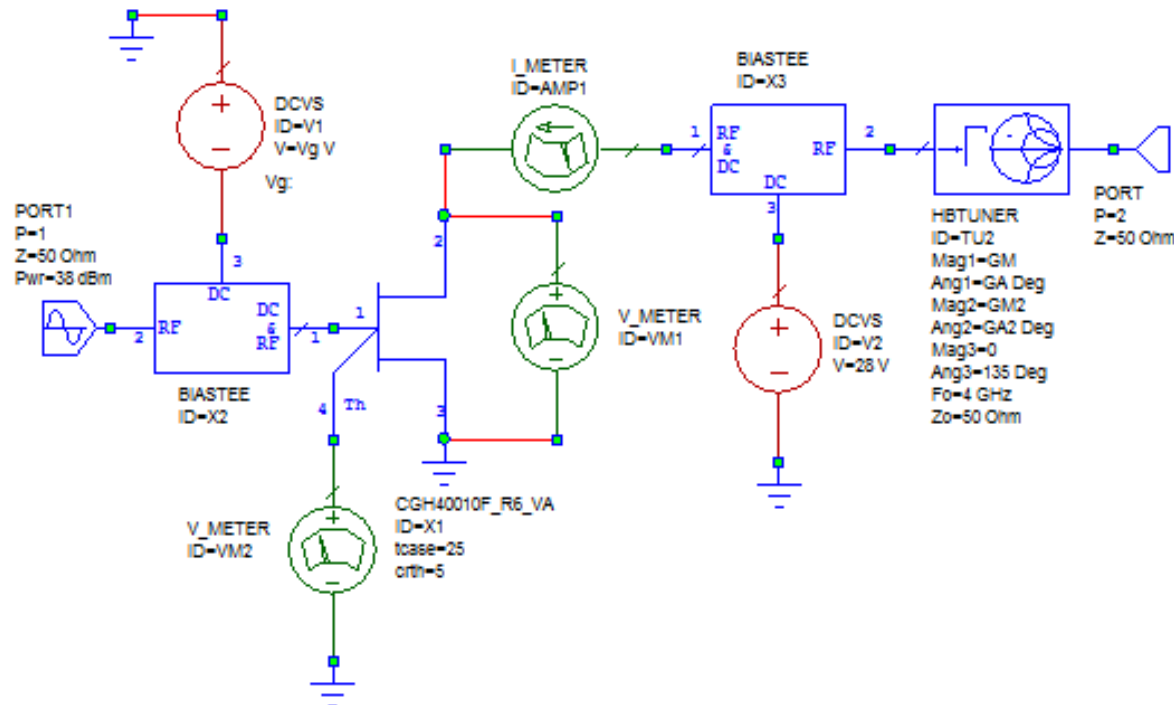 DCVS
ID=V1
V=Vg V
Vg:
PORT1
P=1
Z=50 Ohm
Pwr=38 dBm
3
DC
2
RF
DC
&
RF
1
BIASTEE
ID=X2
1
2
3
4
Th
I_METER
ID=AMP1
V_METER
ID=VM1
V_METER
ID=VM2
CGH40010F_R6_VA
ID=X1
tcase=25
crth=5
BIASTEE
ID=X3
1
RF
&
DC
RF
2
DC
3
DCVS
ID=V2
V=28 V
HBTUNER
ID=TU2
Mag1=GM
Ang1=GA Deg
Mag2=GM2
Ang2=GA2 Deg
Mag3=0
Ang3=135 Deg
Fo=4 GHz
Zo=50 Ohm
PORT
P=2
Z=50 Ohm